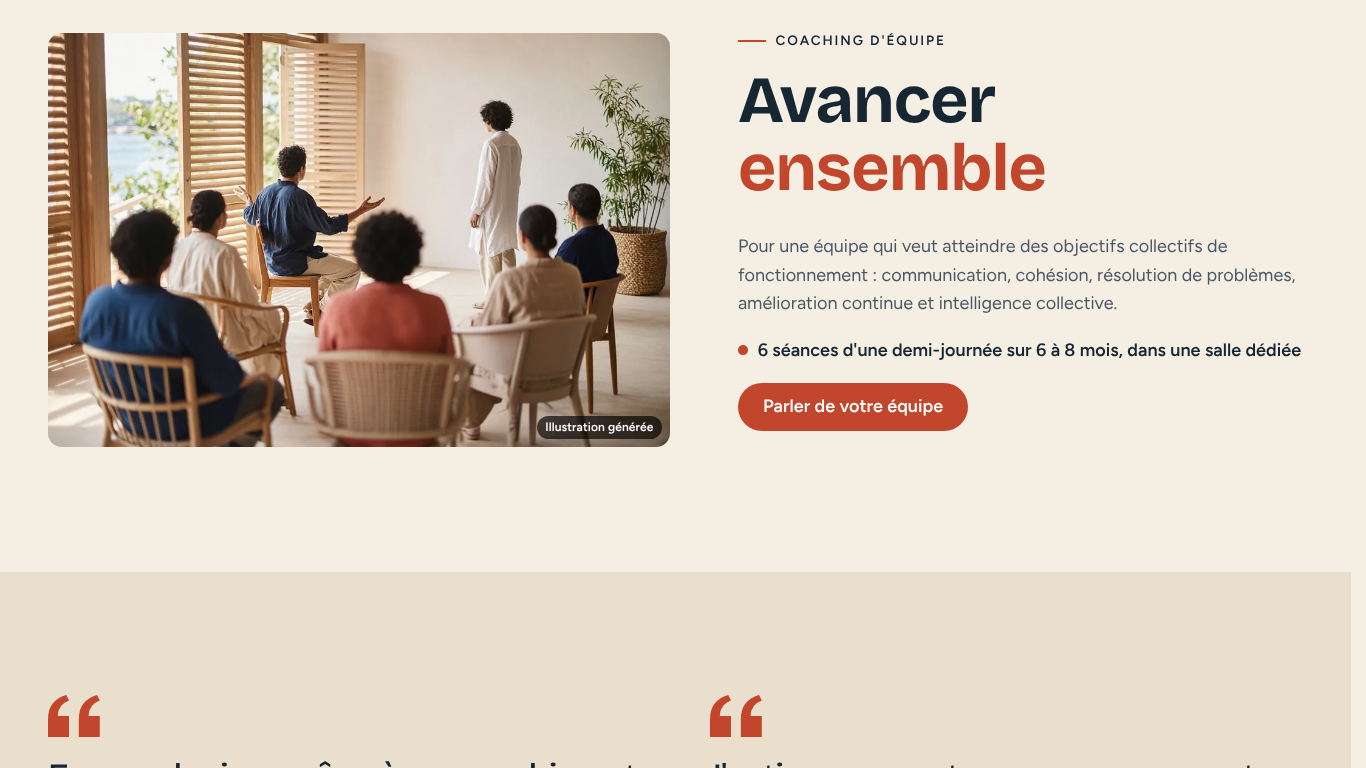 COACHING D'ÉQUIPE
Avancer
ensemble
Pour une équipe qui veut atteindre des objectifs collectifs de
fonctionnement : communication, cohésion, résolution de problèmes,
amélioration continue et intelligence collective.
6 séances d'une demi-journée sur 6 à 8 mois, dans une salle dédiée
Parler de votre équipe
Illustration générée